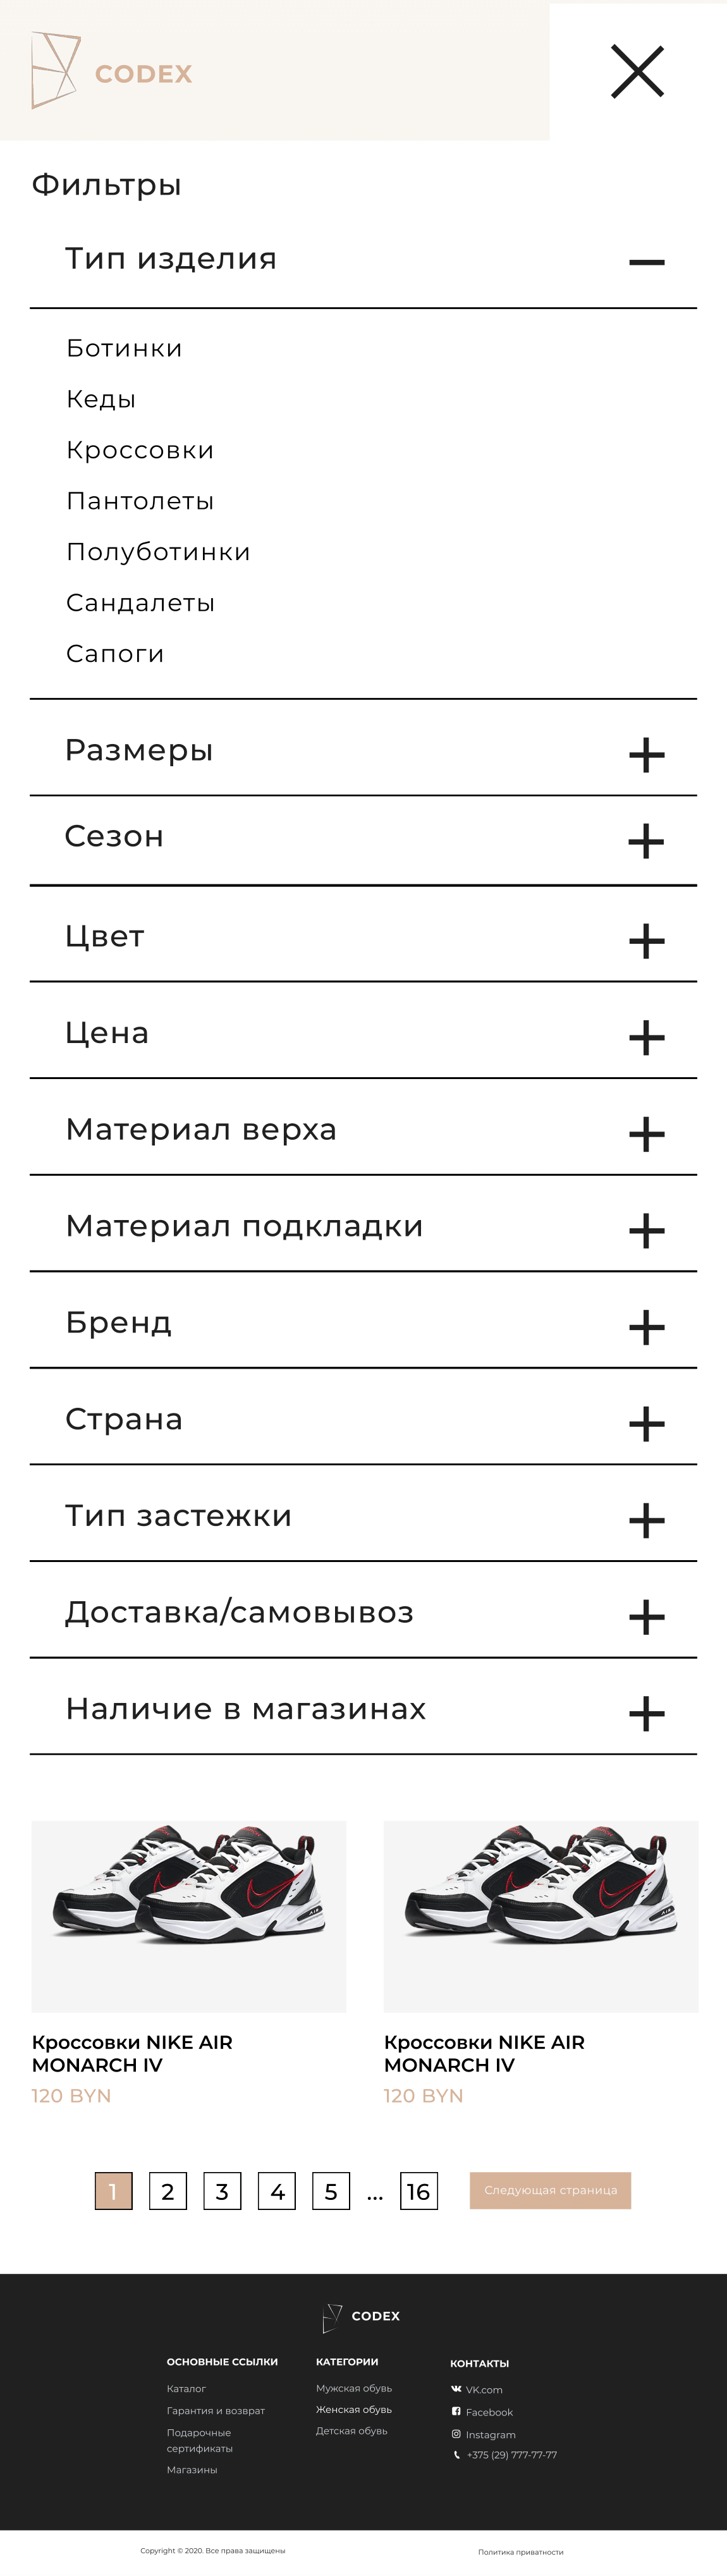 CODEX
Фильтры
Тип изделия
Ботинки
Кеды
Кроссовки
Пантолеты
Полуботинки
Сандалеты
Сапоги
Размеры
Сезон
Цвет
Цена
Материал верха
Материал подкладки
Бренд
Страна
Тип застежки
Доставка/самовывоз
Наличие в магазинах
Кроссовки NIKE AIR
MONARCH IV
120 BYN
Кроссовки NIKE AIR
MONARCH IV
120 BYN
1 2 3 4 5 ... 16 Следующая страница
CODEX
ОСНОВНЫЕ ССЫЛКИ
Каталог
Гарантия и возврат
Подарочные
сертификаты
Магазины
КАТЕГОРИИ
Мужская обувь
Женская обувь
Детская обувь
КОНТАКТЫ
VK.com
Facebook
Instagram
+375 (29) 777-77-77
Copyright © 2020. Все права защищены
Политика приватности